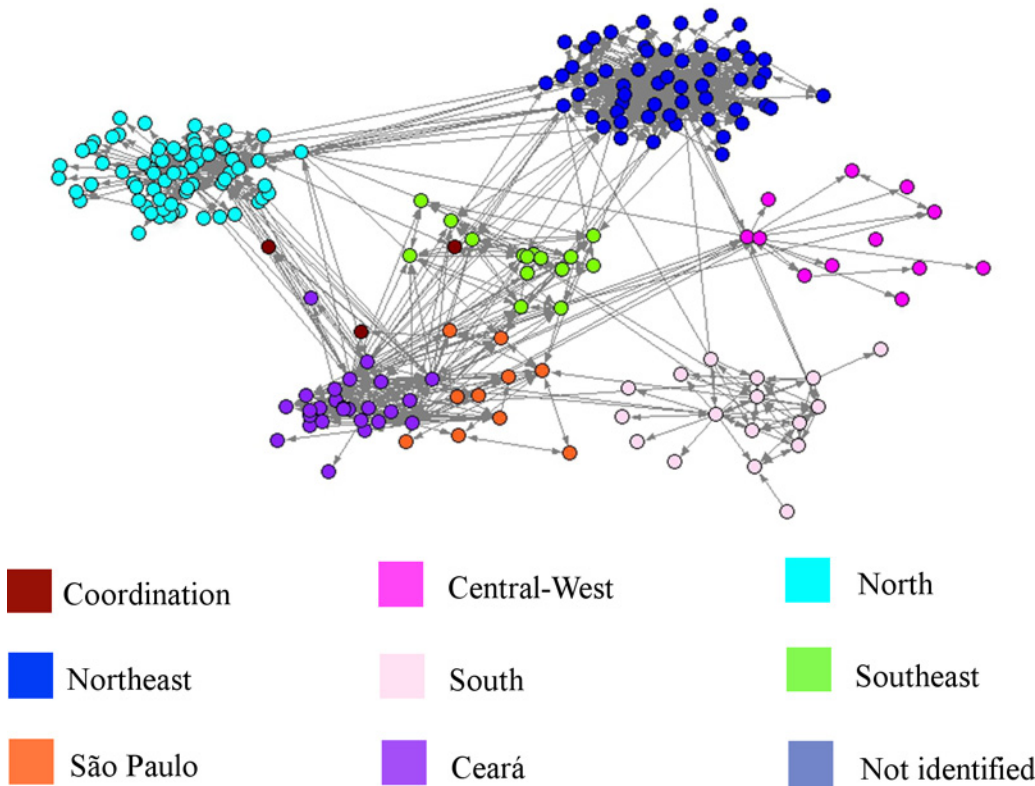 Coordination
Central-West
North
Northeast
South
Southeast
São Paulo
Ceará
Not identified